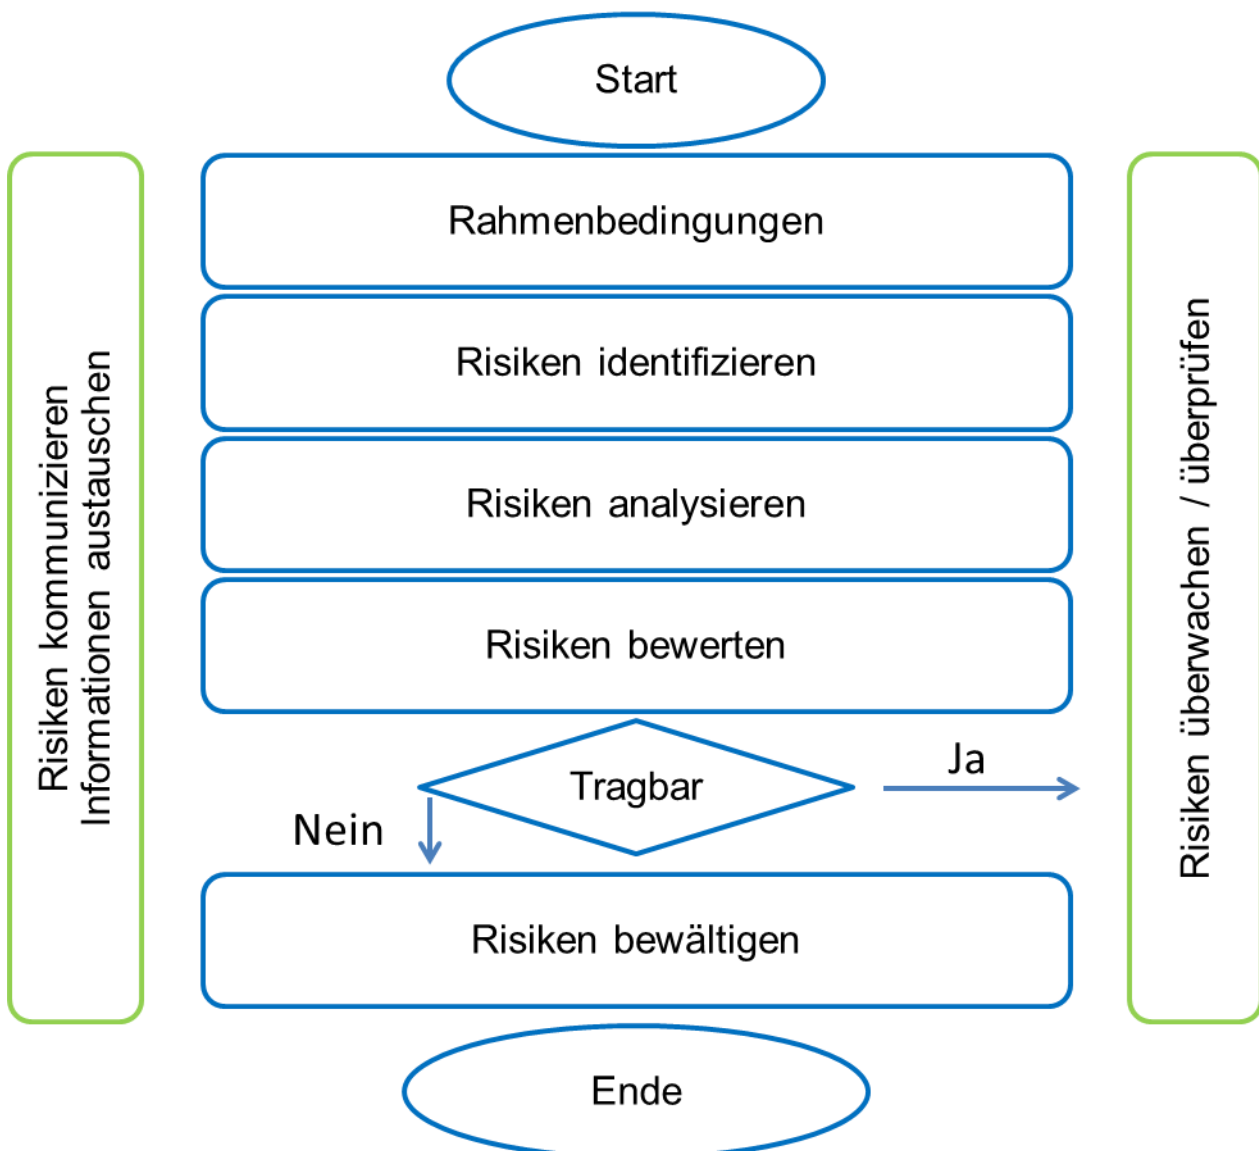 Start
Rahmenbedingungen
Risiken identifizieren
Risiken analysieren
Risiken bewerten
Tragbar
Ja
Nein
Risiken bewältigen
Ende
Risiken kommunizieren
Informationen austauschen
Risiken überwachen / überprüfen